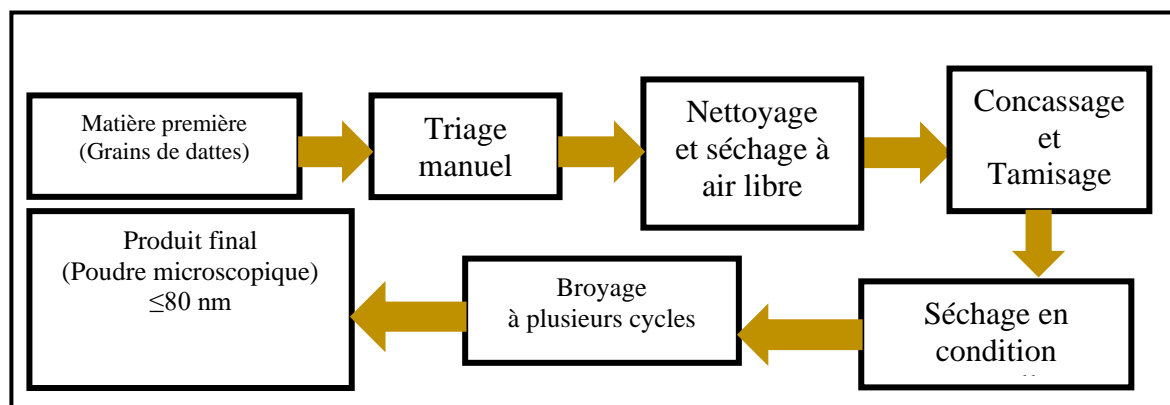 Matière première
(Grains de dattes)
Triage
manuel
Nettoyage
et séchage à
air libre
Concassage
et
Tamisage
Séchage en
condition
Broyage
à plusieurs cycles
Produit final
(Poudre microscopique)
≤80 nm